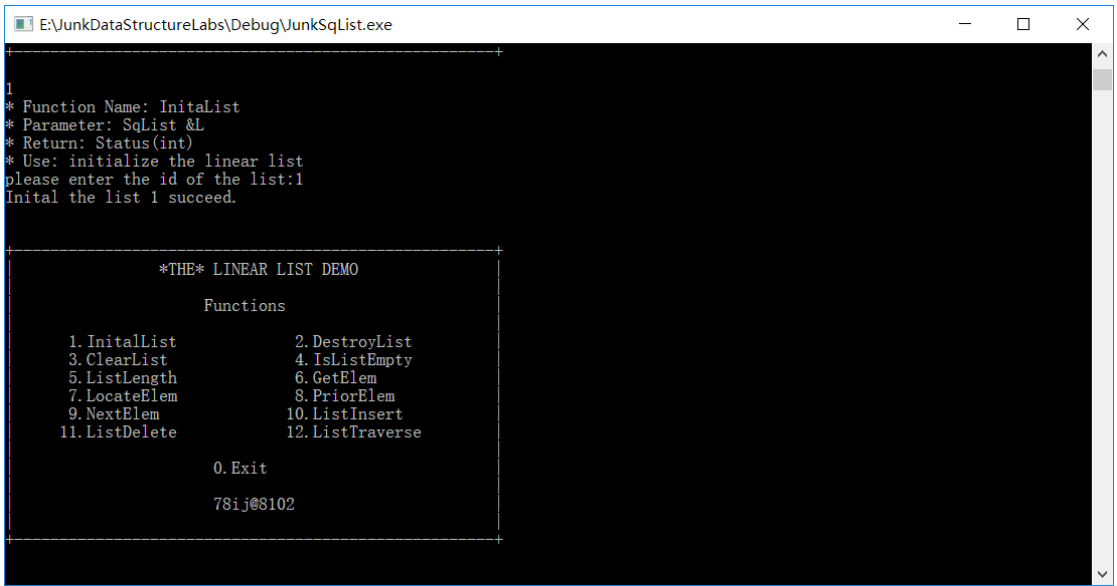 E:\JunkDataStructureLabs\Debug\JunkSqList.exe
1
* Function Name: InitaList
* Parameter: SqList &L
* Return: Status(int)
* Use: initialize the linear list
please enter the id of the list:1
Inital the list 1 succeed.
*THE* LINEAR LIST DEMO
Functions
1.InitalList 2.DestroyList
3.ClearList 4.IsListEmpty
5.ListLength 6.GetElem
7.LocateElem 8.PriorElem
9.NextElem 10.ListInsert
11.ListDelete 12.ListTraverse
0.Exit
78ij@8102